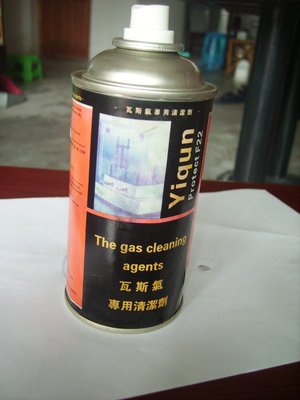 瓦斯氣專用清潔劑
Yiqun
Protect F22
The gas cleaning
agents
瓦斯氣
專用清潔劑